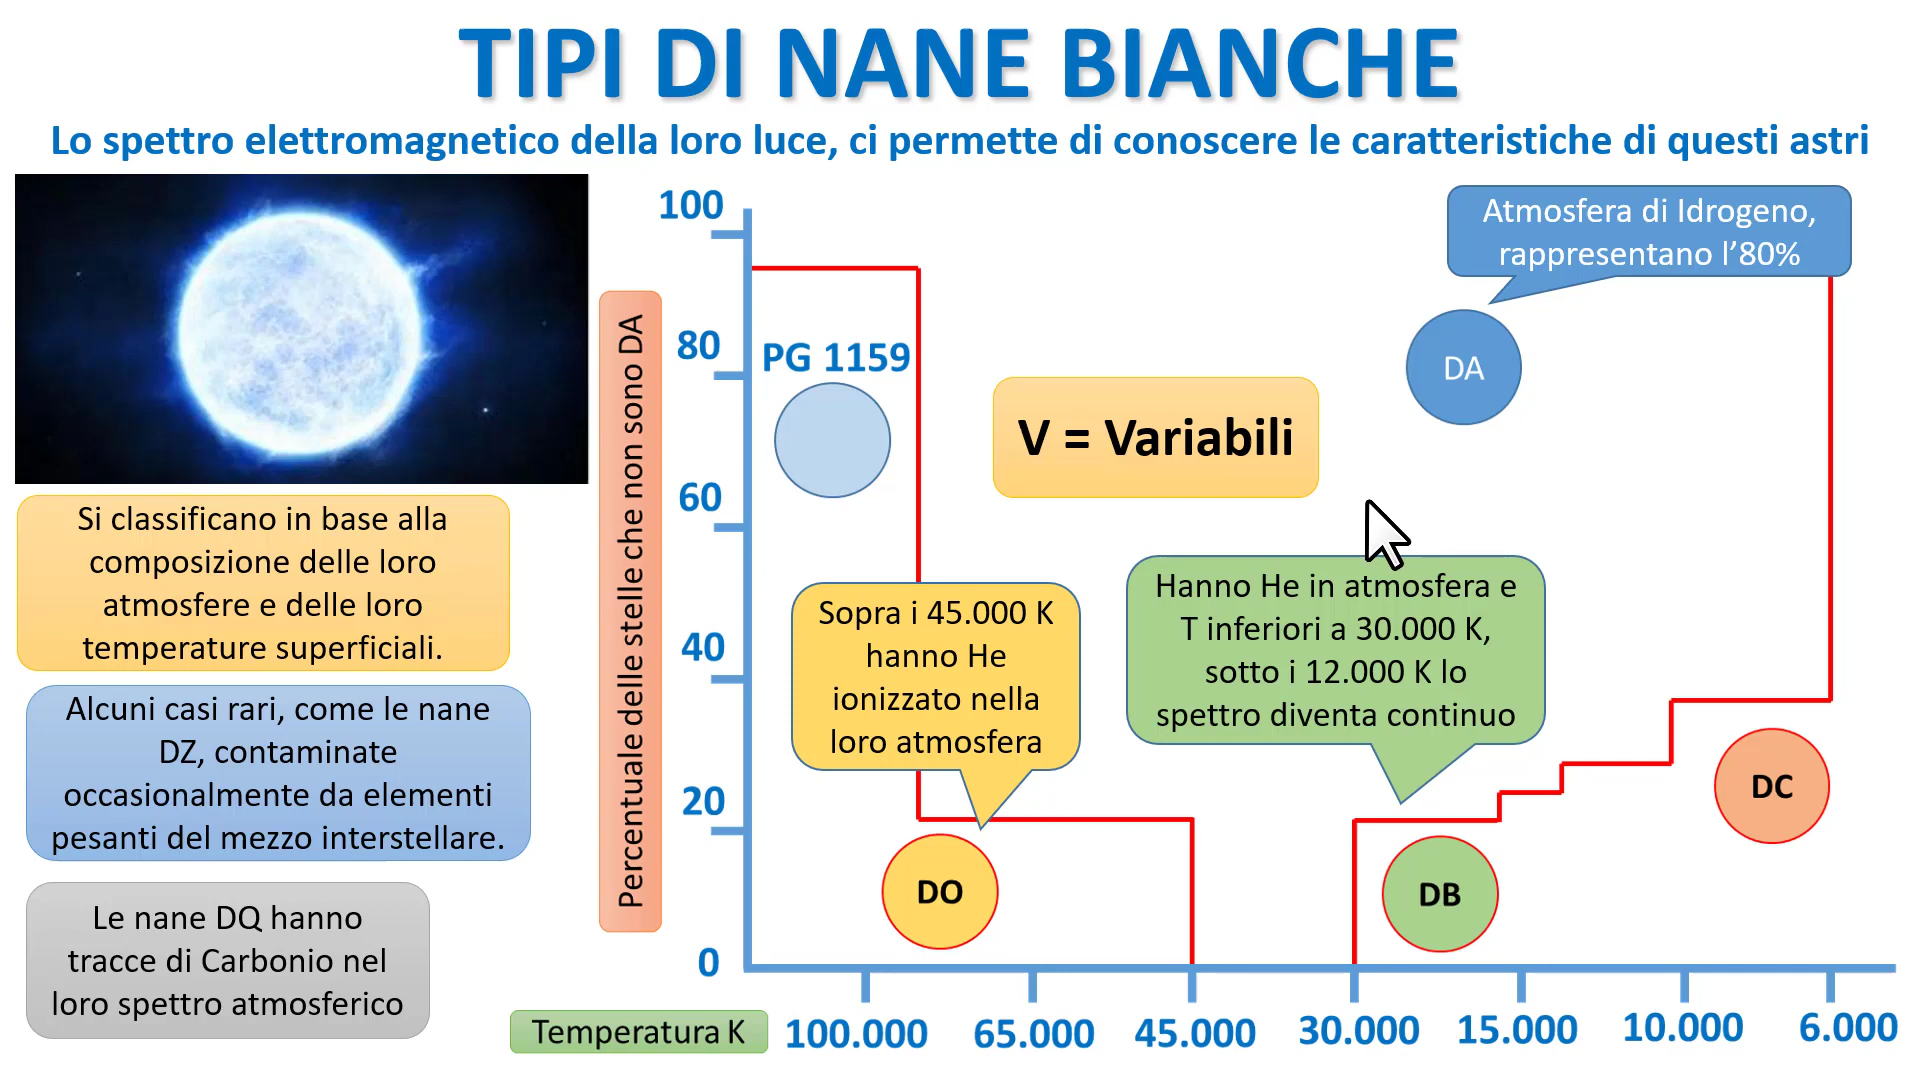 TIPI DI NANE BIANCHE
Lo spettro elettromagnetico della loro luce, ci permette di conoscere le caratteristiche di questi astri
Si classificano in base alla
composizione delle loro
atmosfere e delle loro
temperature superficiali.
Alcuni casi rari, come le nane
DZ, contaminate
occasionalmente da elementi
pesanti del mezzo interstellare.
Le nane DQ hanno
tracce di Carbonio nel
loro spettro atmosferico
Percentuale delle stelle che non sono DA
100
80
60
40
20
0
PG 1159
V = Variabili
Atmosfera di Idrogeno,
rappresentano l'80%
DA
Sopra i 45.000 K
hanno He
ionizzato nella
loro atmosfera
DO
Hanno He in atmosfera e
T inferiori a 30.000 K,
sotto i 12.000 K lo
spettro diventa continuo
DB
DC
Temperatura K
100.000
65.000
45.000
30.000
15.000
10.000
6.000